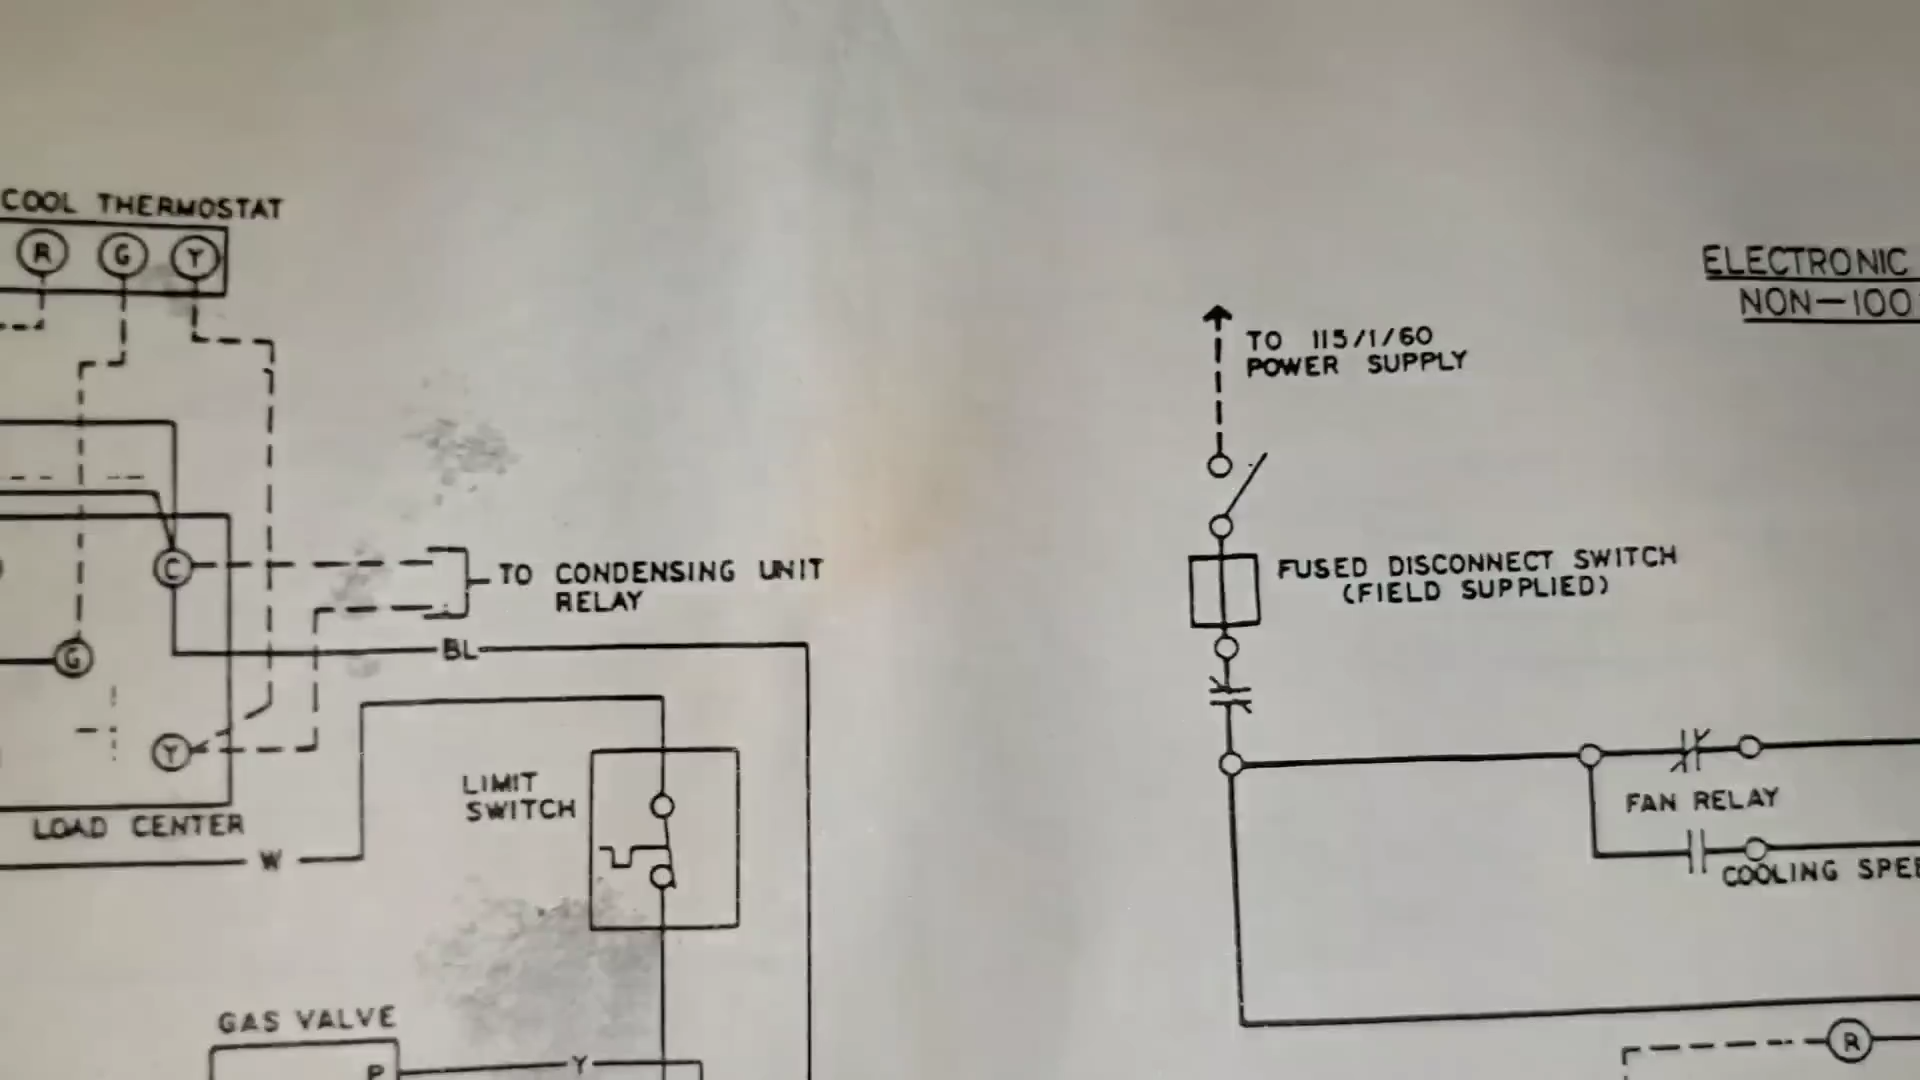 COOL THERMOSTAT
R G Y
ELECTRONIC
NON-100
TO 115/1/60
POWER SUPPLY
C
TO CONDENSING UNIT
RELAY
FUSED DISCONNECT SWITCH
(FIELD SUPPLIED)
G
BL
Y
LIMIT
SWITCH
FAN RELAY
LOAD CENTER
W
COOLING SPEE
GAS VALVE
P
Y
R